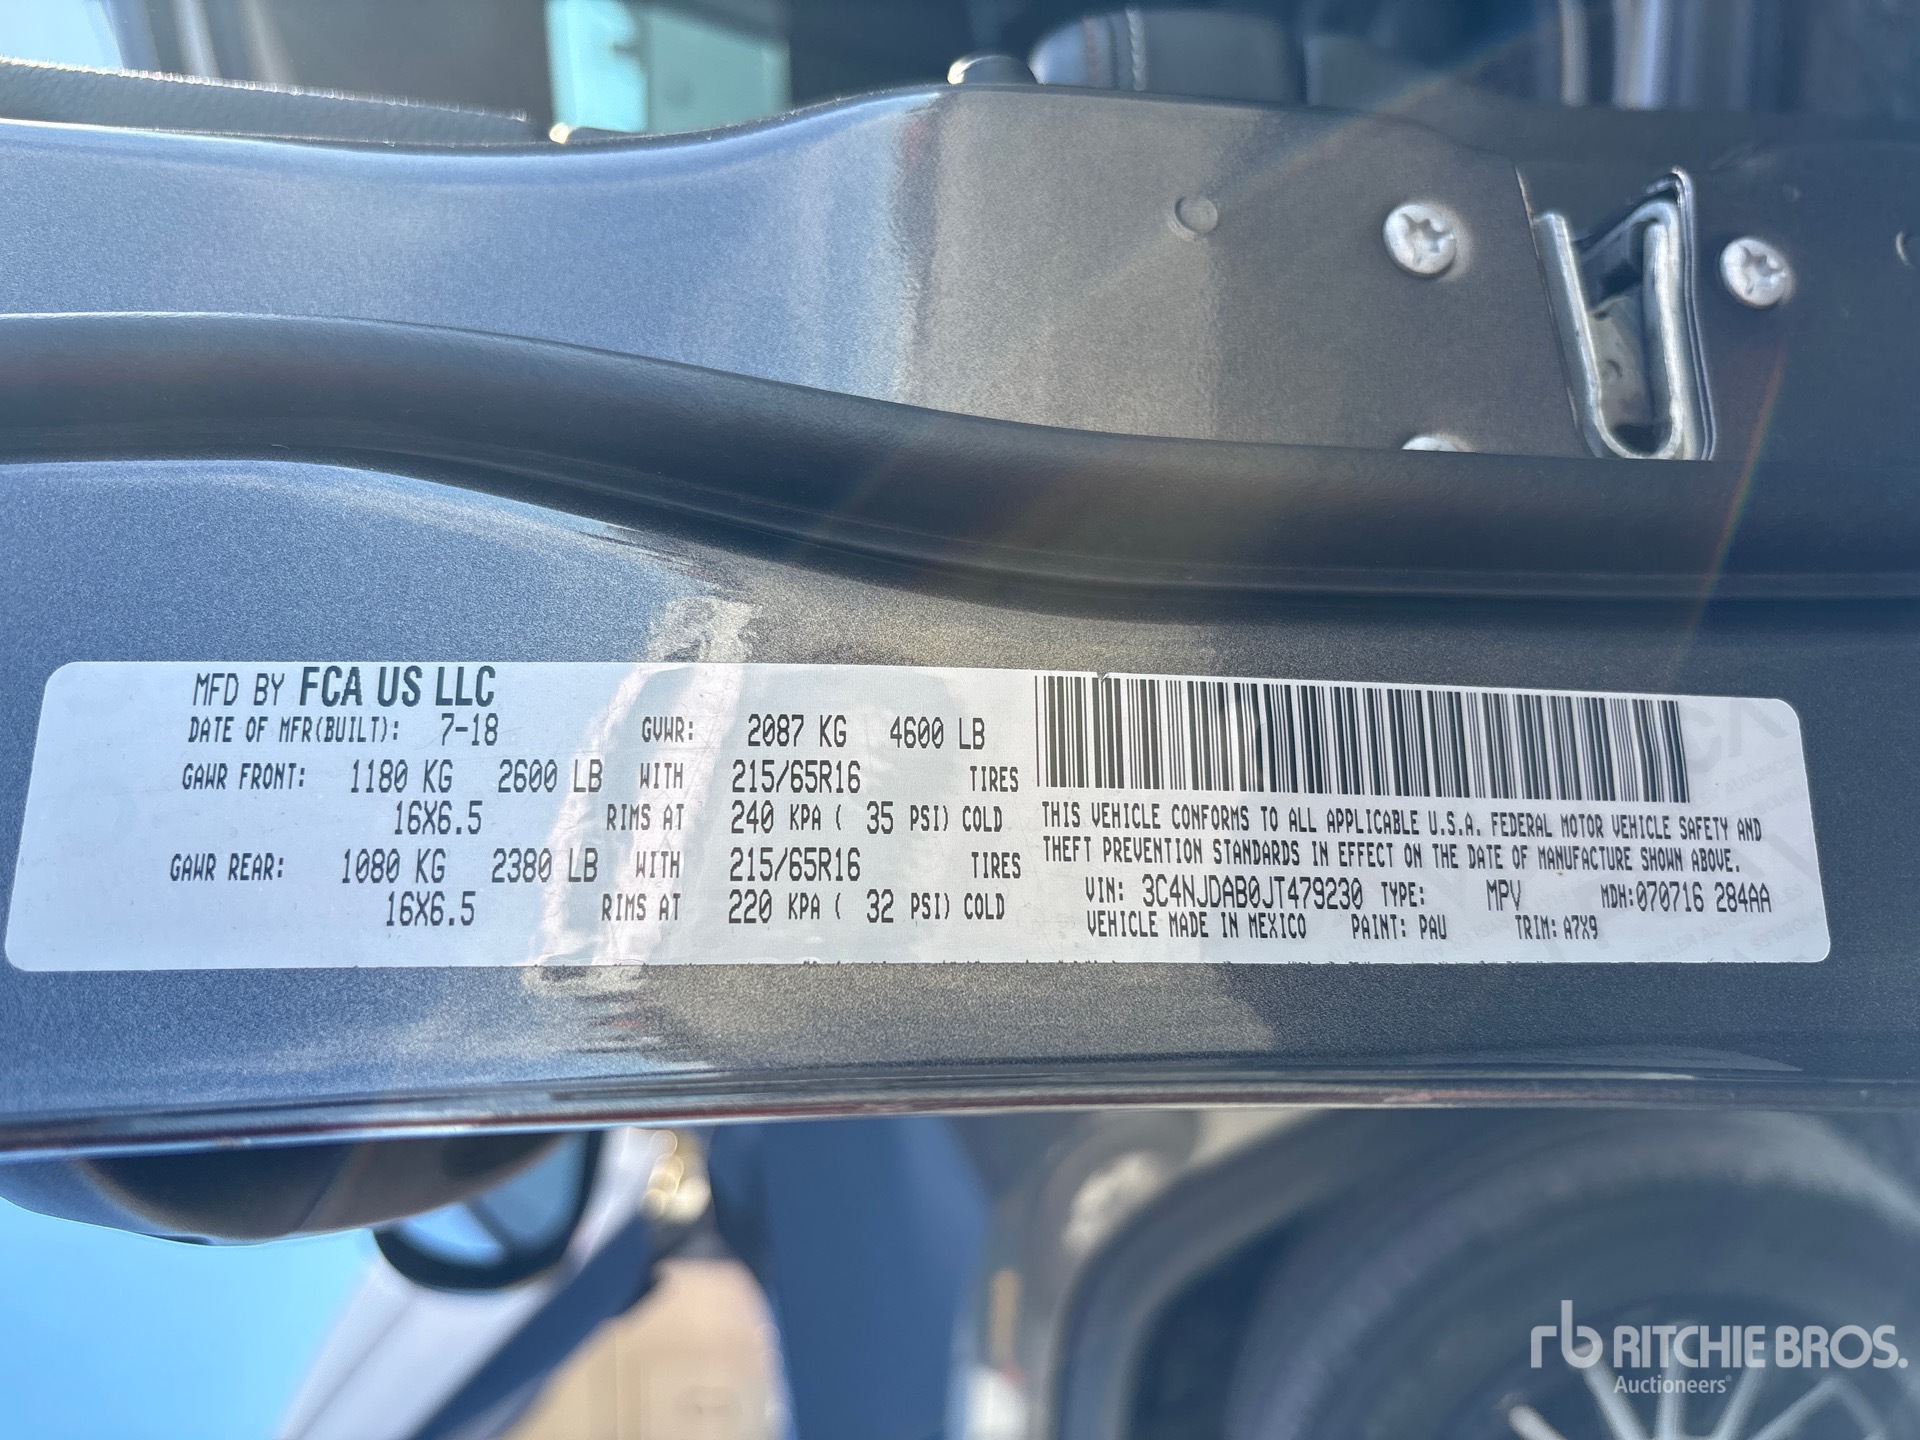 MFD BY FCA US LLC
DATE OF MFR(BUILT): 7-18 GVWR: 2087 KG 4600 LB
GAWR FRONT: 1180 KG 2600 LB WITH 215/65R16 TIRES
16X6.5 RIMS AT 240 KPA ( 35 PSI) COLD
GAWR REAR: 1080 KG 2380 LB WITH 215/65R16 TIRES
16X6.5 RIMS AT 220 KPA ( 32 PSI) COLD
THIS VEHICLE CONFORMS TO ALL APPLICABLE U.S.A. FEDERAL MOTOR VEHICLE SAFETY AND
THEFT PREVENTION STANDARDS IN EFFECT ON THE DATE OF MANUFACTURE SHOWN ABOVE.
VIN: 3C4NJDAB0JT479230 TYPE: MPV MDH:070716 284AA
VEHICLE MADE IN MEXICO PAINT: PAU TRIM: A7X9
rb RITCHIE BROS.
Auctioneers